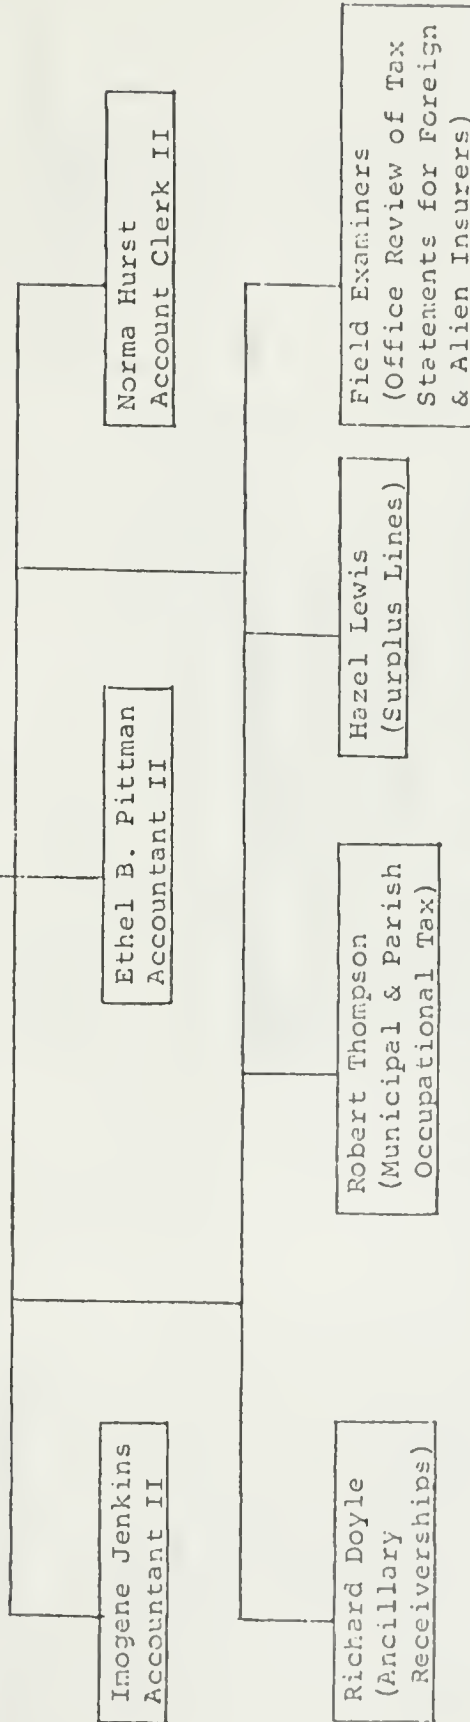 Imogene Jenkins
Accountant II
Ethel B. Pittman
Accountant II
Norma Hurst
Account Clerk II
Richard Doyle
(Ancillary
Receiverships)
Robert Thompson
(Municipal & Parish
Occupational Tax)
Hazel Lewis
(Surplus Lines)
Field Examiners
(Office Review of Tax
Statements for Foreign
& Alien Insurers)